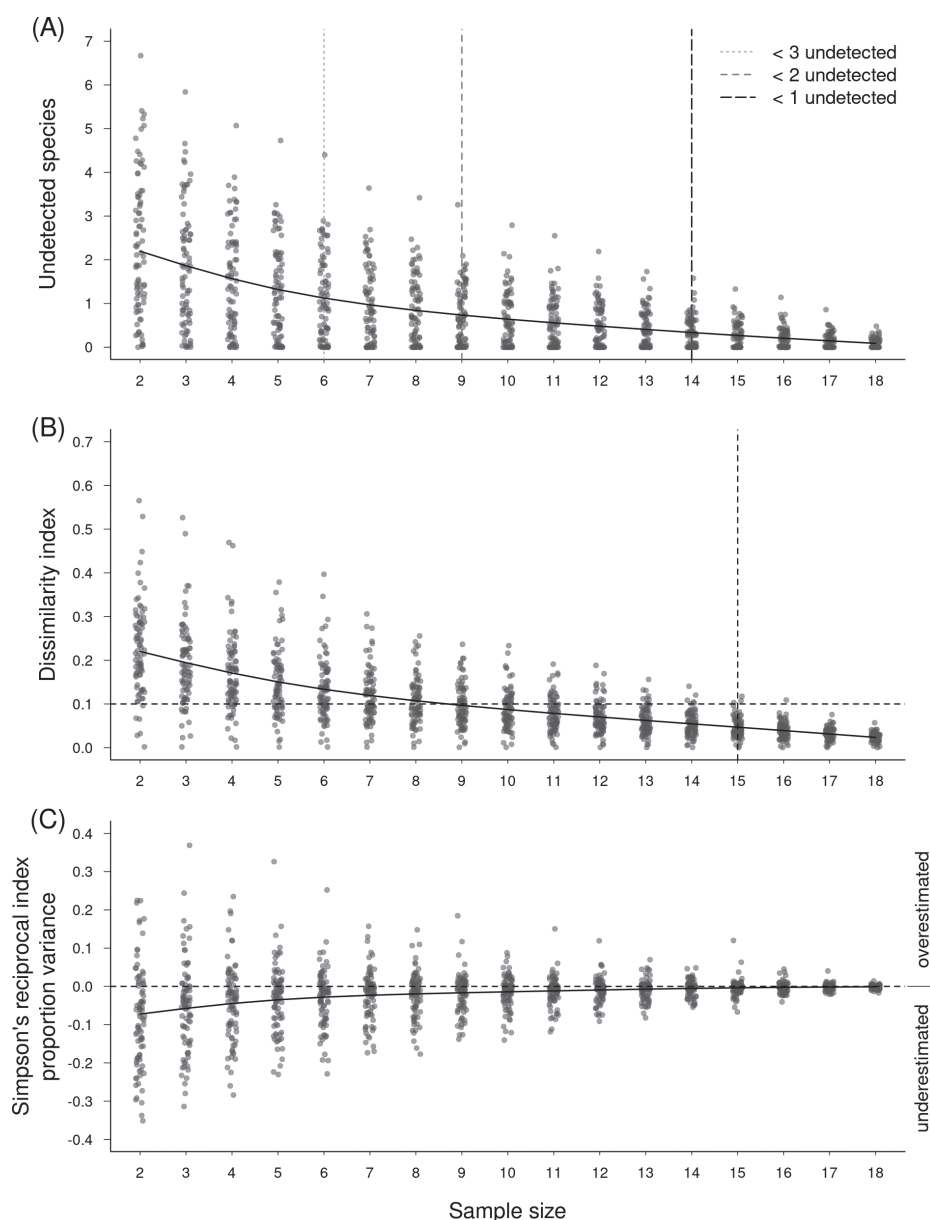 (A)
Undetected species
7
6
5
4
3
2
1
0
< 3 undetected
< 2 undetected
< 1 undetected
2 3 4 5 6 7 8 9 10 11 12 13 14 15 16 17 18
(B)
Dissimilarity index
0.7
0.6
0.5
0.4
0.3
0.2
0.1
0.0
2 3 4 5 6 7 8 9 10 11 12 13 14 15 16 17 18
(C)
Simpson's reciprocal index
proportion variance
0.4
0.3
0.2
0.1
0.0
-0.1
-0.2
-0.3
-0.4
overestimated
underestimated
2 3 4 5 6 7 8 9 10 11 12 13 14 15 16 17 18
Sample size